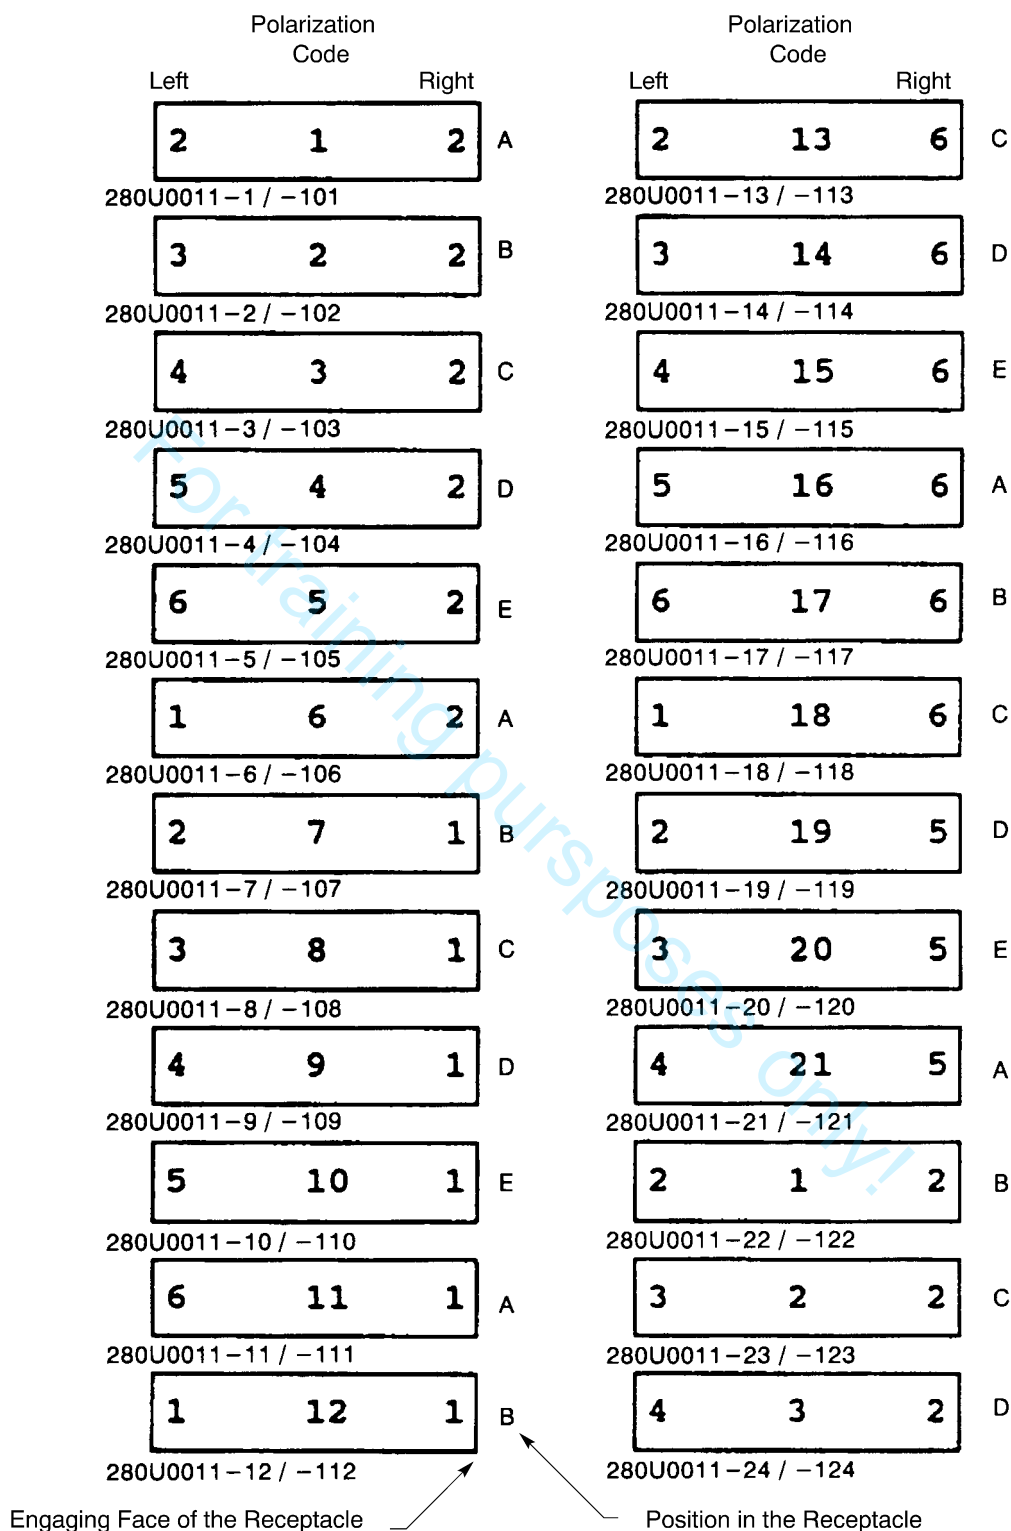 Polarization
Code
Left Right
2 1 2 A
280U0011-1 / -101
3 2 2 B
280U0011-2 / -102
4 3 2 C
280U0011-3 / -103
5 4 2 D
280U0011-4 / -104
6 5 2 E
280U0011-5 / -105
1 6 2 A
280U0011-6 / -106
2 7 1 B
280U0011-7 / -107
3 8 1 C
280U0011-8 / -108
4 9 1 D
280U0011-9 / -109
5 10 1 E
280U0011-10 / -110
6 11 1 A
280U0011-11 / -111
1 12 1 B
280U0011-12 / -112
Engaging Face of the Receptacle
Polarization
Code
Left Right
2 13 6 C
280U0011-13 / -113
3 14 6 D
280U0011-14 / -114
4 15 6 E
280U0011-15 / -115
5 16 6 A
280U0011-16 / -116
6 17 6 B
280U0011-17 / -117
1 18 6 C
280U0011-18 / -118
2 19 5 D
280U0011-19 / -119
3 20 5 E
280U0011-20 / -120
4 21 5 A
280U0011-21 / -121
2 1 2 B
280U0011-22 / -122
3 2 2 C
280U0011-23 / -123
4 3 2 D
280U0011-24 / -124
Position in the Receptacle
For training pursposes only!